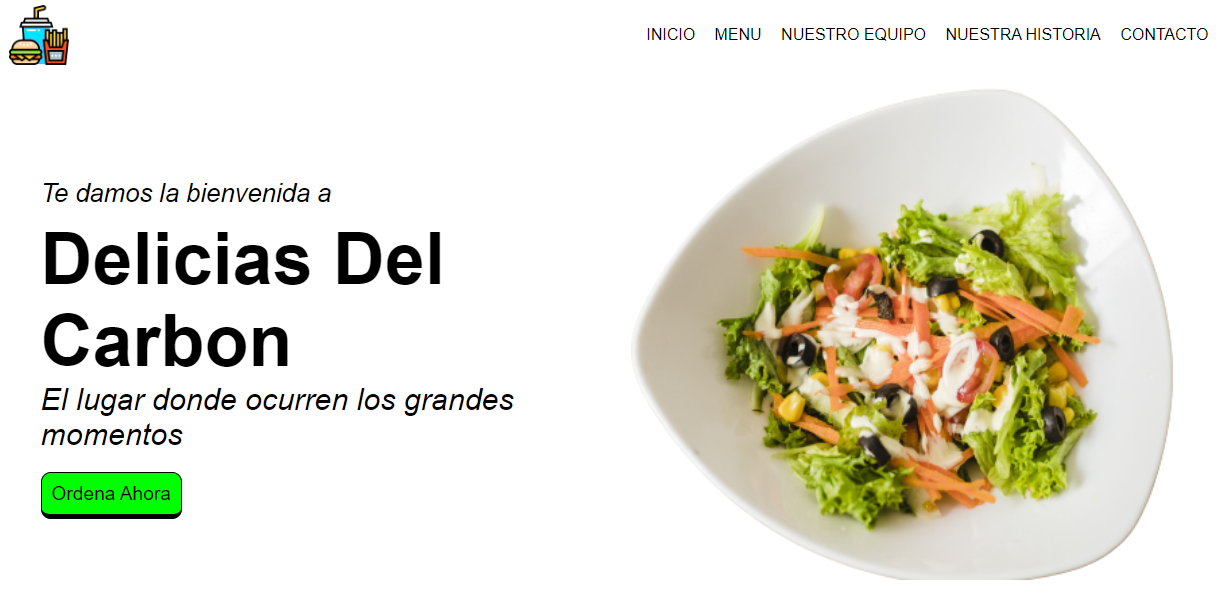 INICIO MENU NUESTRO EQUIPO NUESTRA HISTORIA CONTACTO
Te damos la bienvenida a
Delicias Del
Carbon
El lugar donde ocurren los grandes
momentos
Ordena Ahora